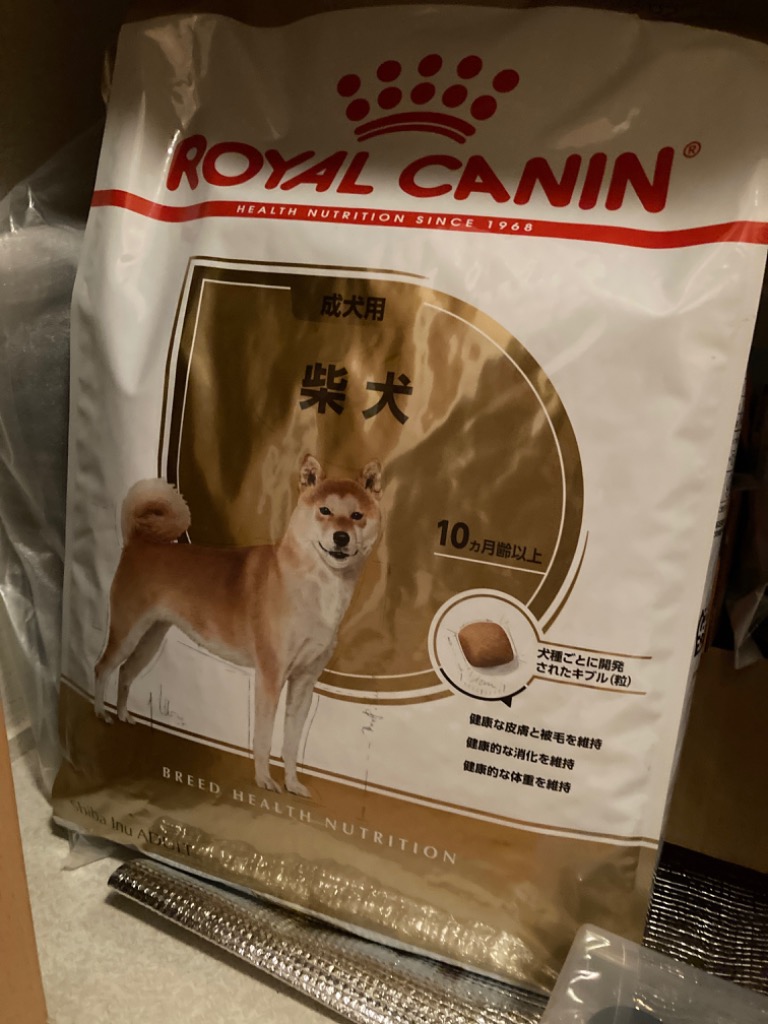 ROYAL CANIN®
HEALTH NUTRITION SINCE 1968
成犬用
柴犬
10ヵ月齢以上
犬種ごとに開発
されたキブル(粒)
健康な皮膚と被毛を維持
健康的な消化を維持
健康的な体重を維持
BREED HEALTH NUTRITION
Shiba Inu ADULT